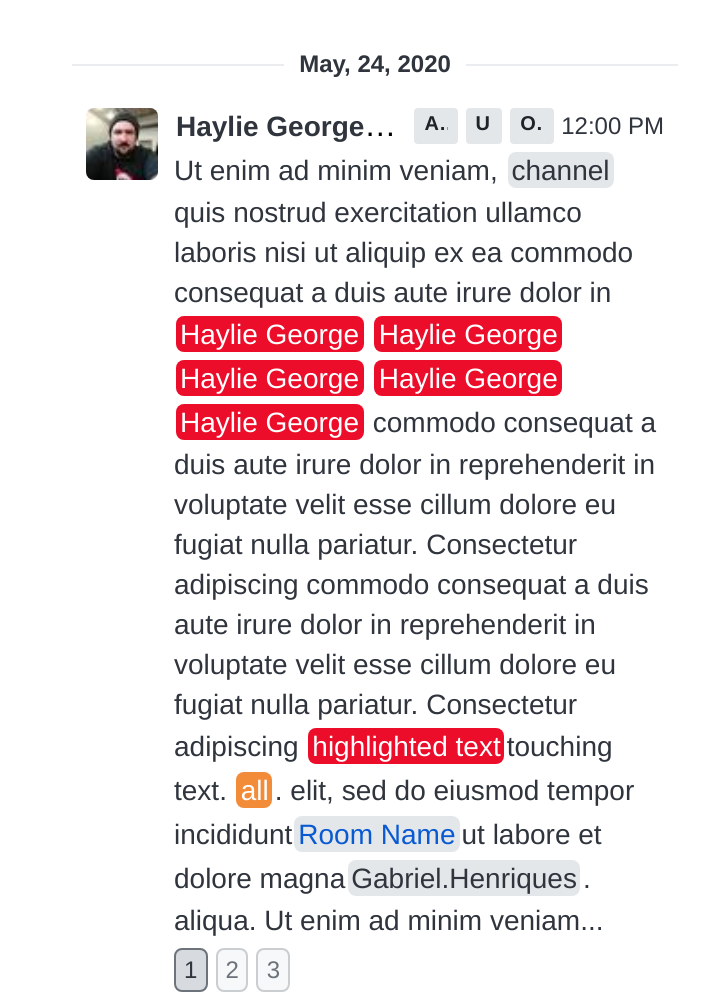 May, 24, 2020
Haylie George... A. U O. 12:00 PM
Ut enim ad minim veniam, channel
quis nostrud exercitation ullamco
laboris nisi ut aliquip ex ea commodo
consequat a duis aute irure dolor in
Haylie George Haylie George
Haylie George Haylie George
Haylie George commodo consequat a
duis aute irure dolor in reprehenderit in
voluptate velit esse cillum dolore eu
fugiat nulla pariatur. Consectetur
adipiscing commodo consequat a duis
aute irure dolor in reprehenderit in
voluptate velit esse cillum dolore eu
fugiat nulla pariatur. Consectetur
adipiscing highlighted text touching
text. all . elit, sed do eiusmod tempor
incididunt Room Name ut labore et
dolore magna Gabriel.Henriques .
aliqua. Ut enim ad minim veniam...
1 2 3